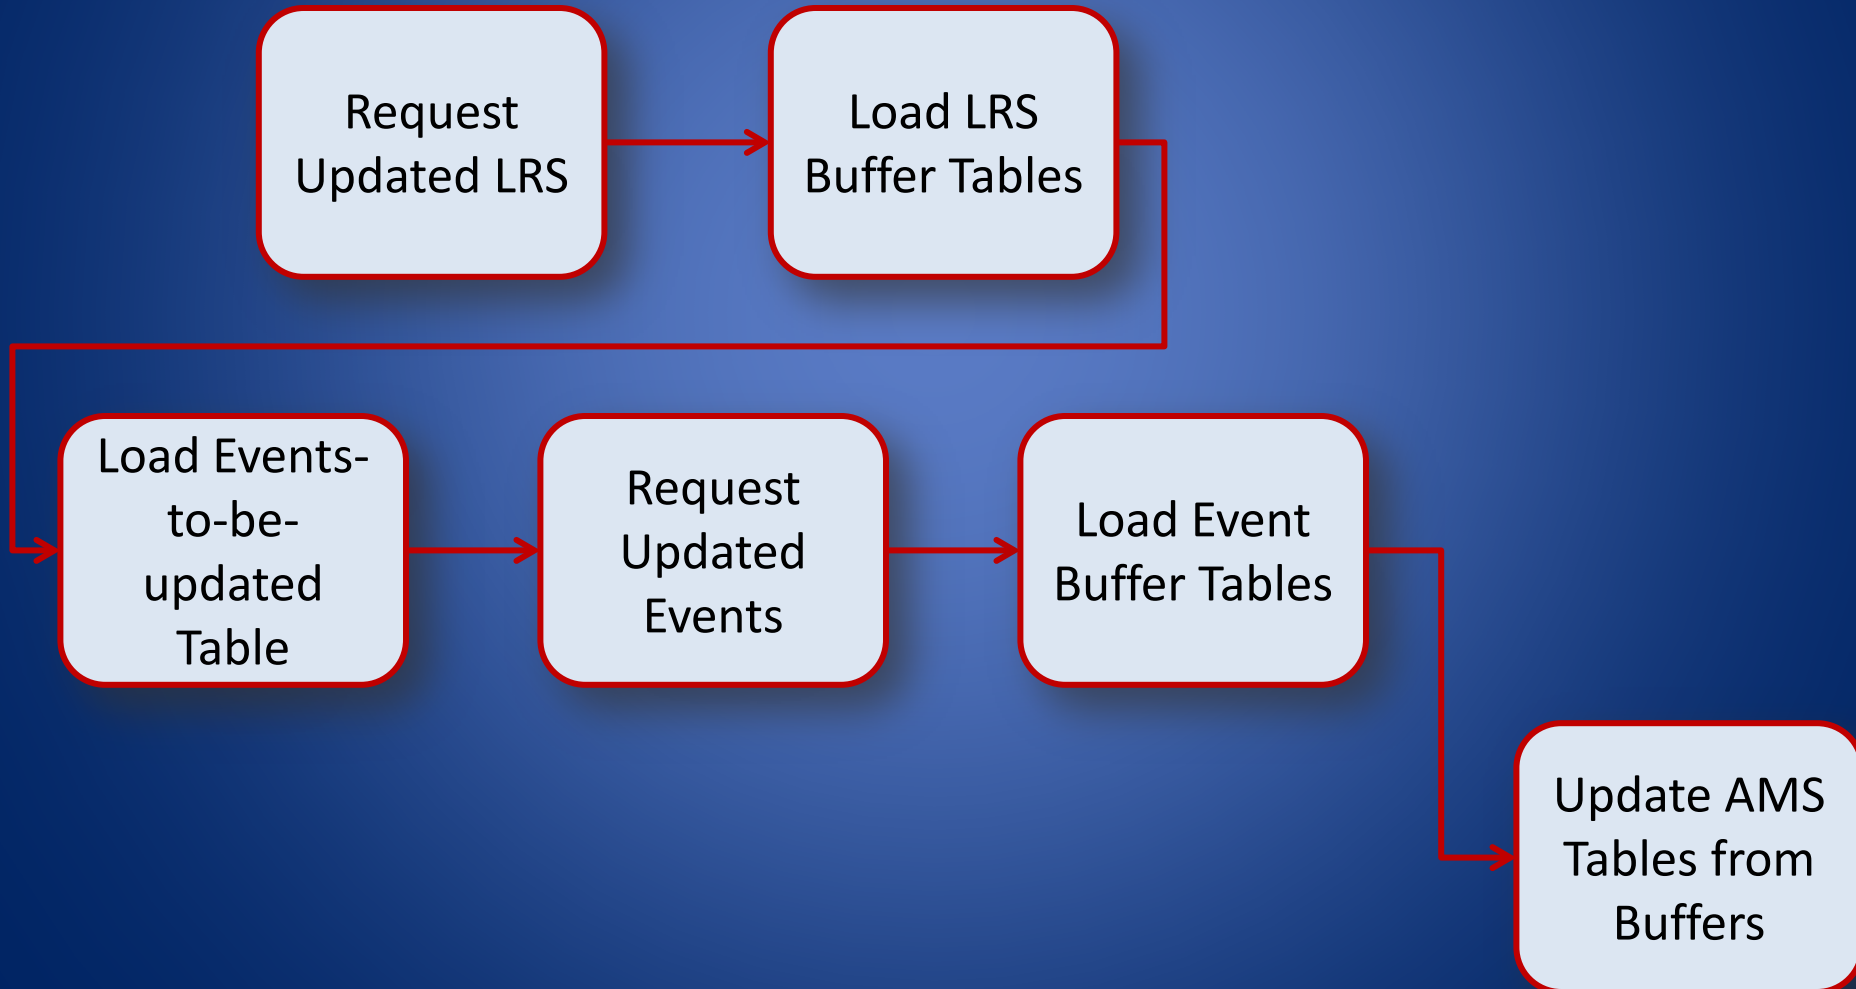 Request
Updated LRS
Load LRS
Buffer Tables
Load Events-
to-be-
updated
Table
Request
Updated
Events
Load Event
Buffer Tables
Update AMS
Tables from
Buffers